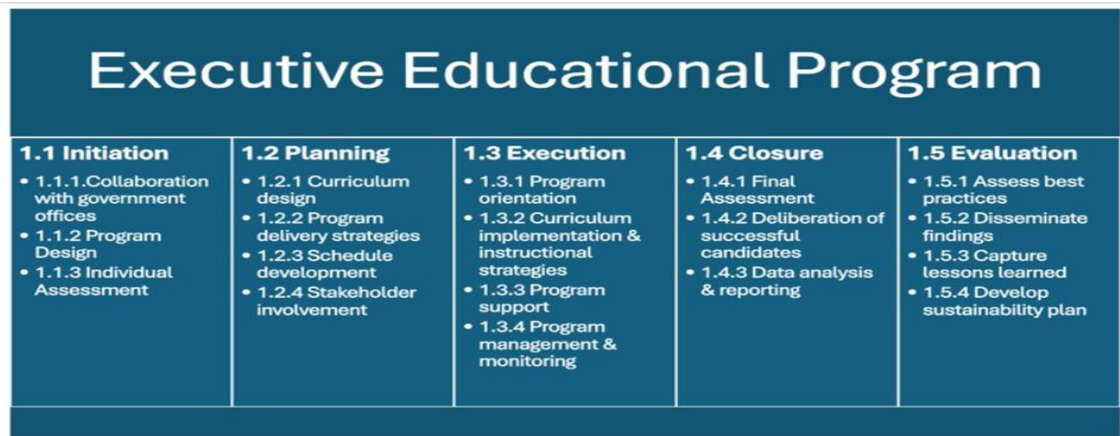 Executive Educational Program
1.1 Initiation
• 1.1.1.Collaboration
with government
offices
• 1.1.2 Program
Design
• 1.1.3 Individual
Assessment
1.2 Planning
• 1.2.1 Curriculum
design
• 1.2.2 Program
delivery strategies
• 1.2.3 Schedule
development
• 1.2.4 Stakeholder
involvement
1.3 Execution
• 1.3.1 Program
orientation
• 1.3.2 Curriculum
implementation &
instructional
strategies
• 1.3.3 Program
support
• 1.3.4 Program
management &
monitoring
1.4 Closure
• 1.4.1 Final
Assessment
• 1.4.2 Deliberation of
successful
candidates
• 1.4.3 Data analysis
& reporting
1.5 Evaluation
• 1.5.1 Assess best
practices
• 1.5.2 Disseminate
findings
• 1.5.3 Capture
lessons learned
• 1.5.4 Develop
sustainability plan